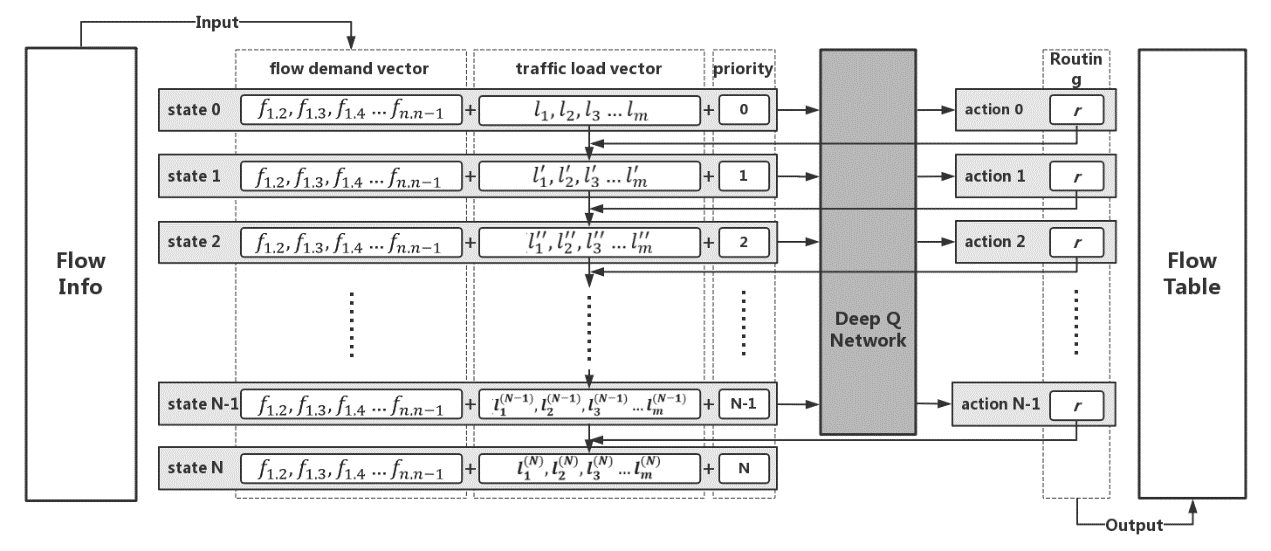 Input
flow demand vector traffic load vector priority Routin
g
state 0 f₁.₂, f₁.₃, f₁.₄ … fₙ.ₙ₋₁ + l₁, l₂, l₃ … lₘ + 0 action 0 r
state 1 f₁.₂, f₁.₃, f₁.₄ … fₙ.ₙ₋₁ + l′₁, l′₂, l′₃ … l′ₘ + 1 action 1 r
state 2 f₁.₂, f₁.₃, f₁.₄ … fₙ.ₙ₋₁ + l′′₁, l′′₂, l′′₃ … l′′ₘ + 2 action 2 r
Flow
Info
Deep Q
Network
Flow
Table
state N-1 f₁.₂, f₁.₃, f₁.₄ … fₙ.ₙ₋₁ + l₁^(N−1), l₂^(N−1), l₃^(N−1) … lₘ^(N−1) + N-1 action N-1 r
state N f₁.₂, f₁.₃, f₁.₄ … fₙ.ₙ₋₁ + l₁^(N), l₂^(N), l₃^(N) … lₘ^(N) + N
Output